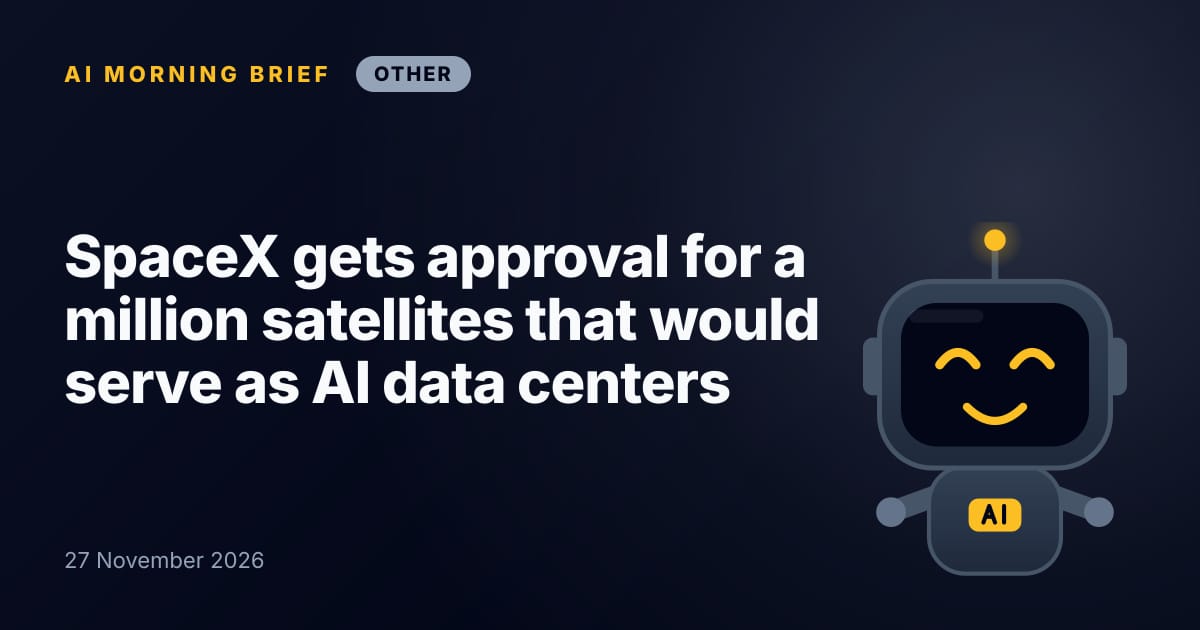 AI MORNING BRIEF
OTHER
SpaceX gets approval for a
million satellites that would
serve as AI data centers
AI
27 November 2026